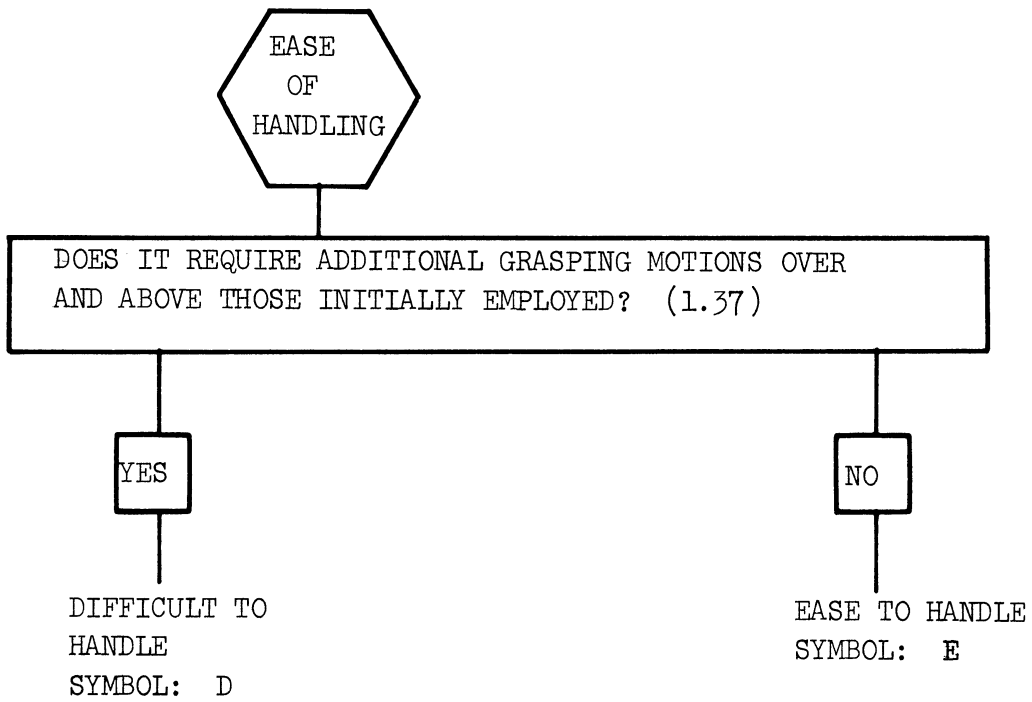 EASE
OF
HANDLING
DOES IT REQUIRE ADDITIONAL GRASPING MOTIONS OVER
AND ABOVE THOSE INITIALLY EMPLOYED? (1.37)
YES
NO
DIFFICULT TO
HANDLE
SYMBOL: D
EASE TO HANDLE
SYMBOL: E